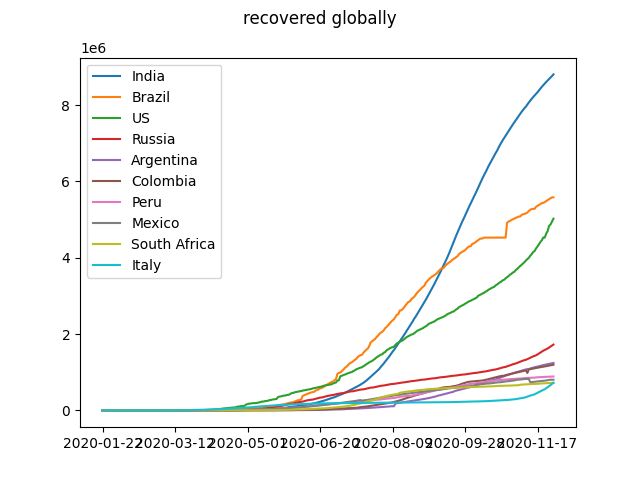 recovered globally
1e6
India
Brazil
US
Russia
Argentina
Colombia
Peru
Mexico
South Africa
Italy
8
6
4
2
0
2020-01-22 2020-03-12 2020-05-01 2020-06-20 2020-08-09 2020-09-28 2020-11-17